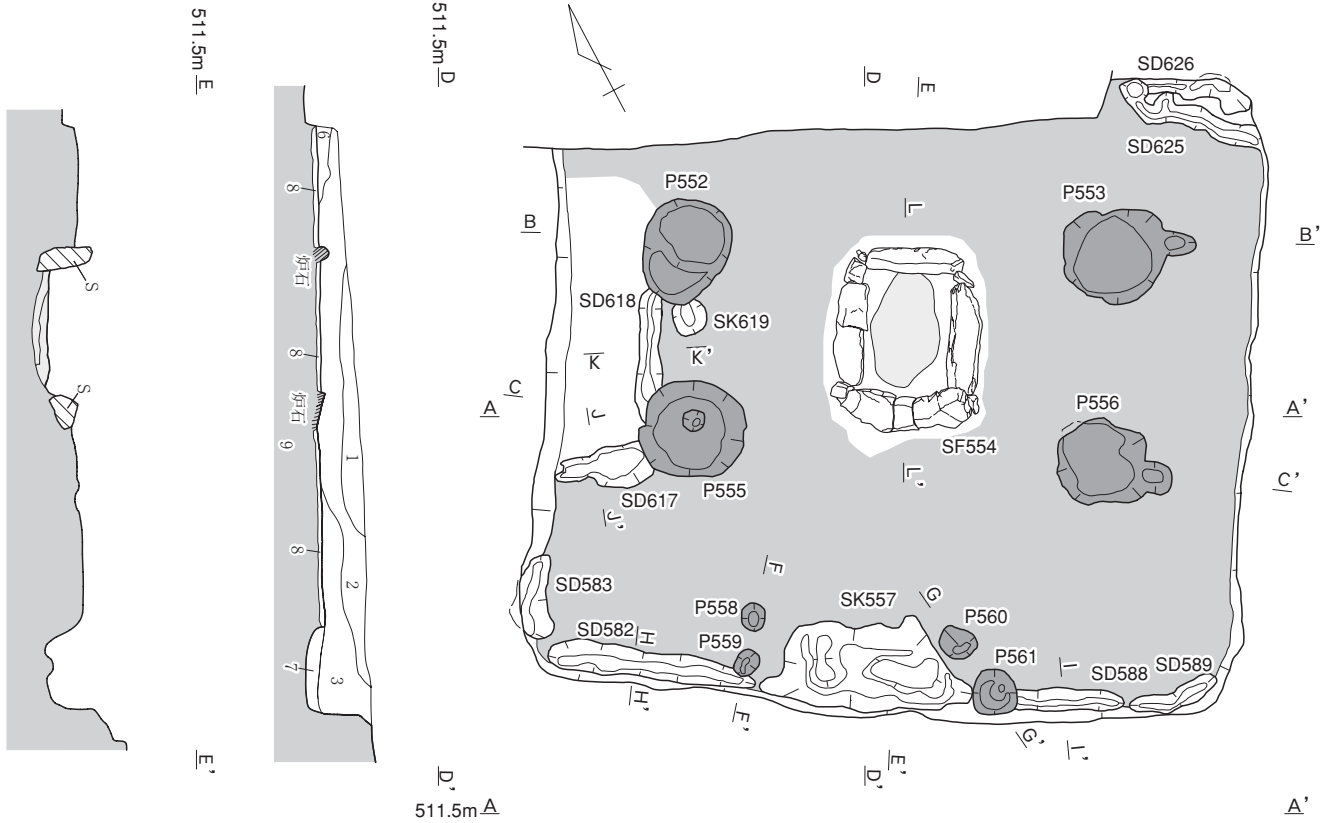 511.5m E
511.5m D
D
E
SD626
SD625
P552
P553
L
B
B'
SD618
SK619
K
K'
C
A
J
A'
P556
SF554
L'
C'
SD617
P555
J'
F
SD583
P558
SK557
G
P560
SD582
H
P559
P561
I
SD588
SD589
H'
F'
G'
I'
E'
D'
E'
D'
511.5m A
A'
S
S
6
8
炉石
8
炉石
9
1
8
2
7
3